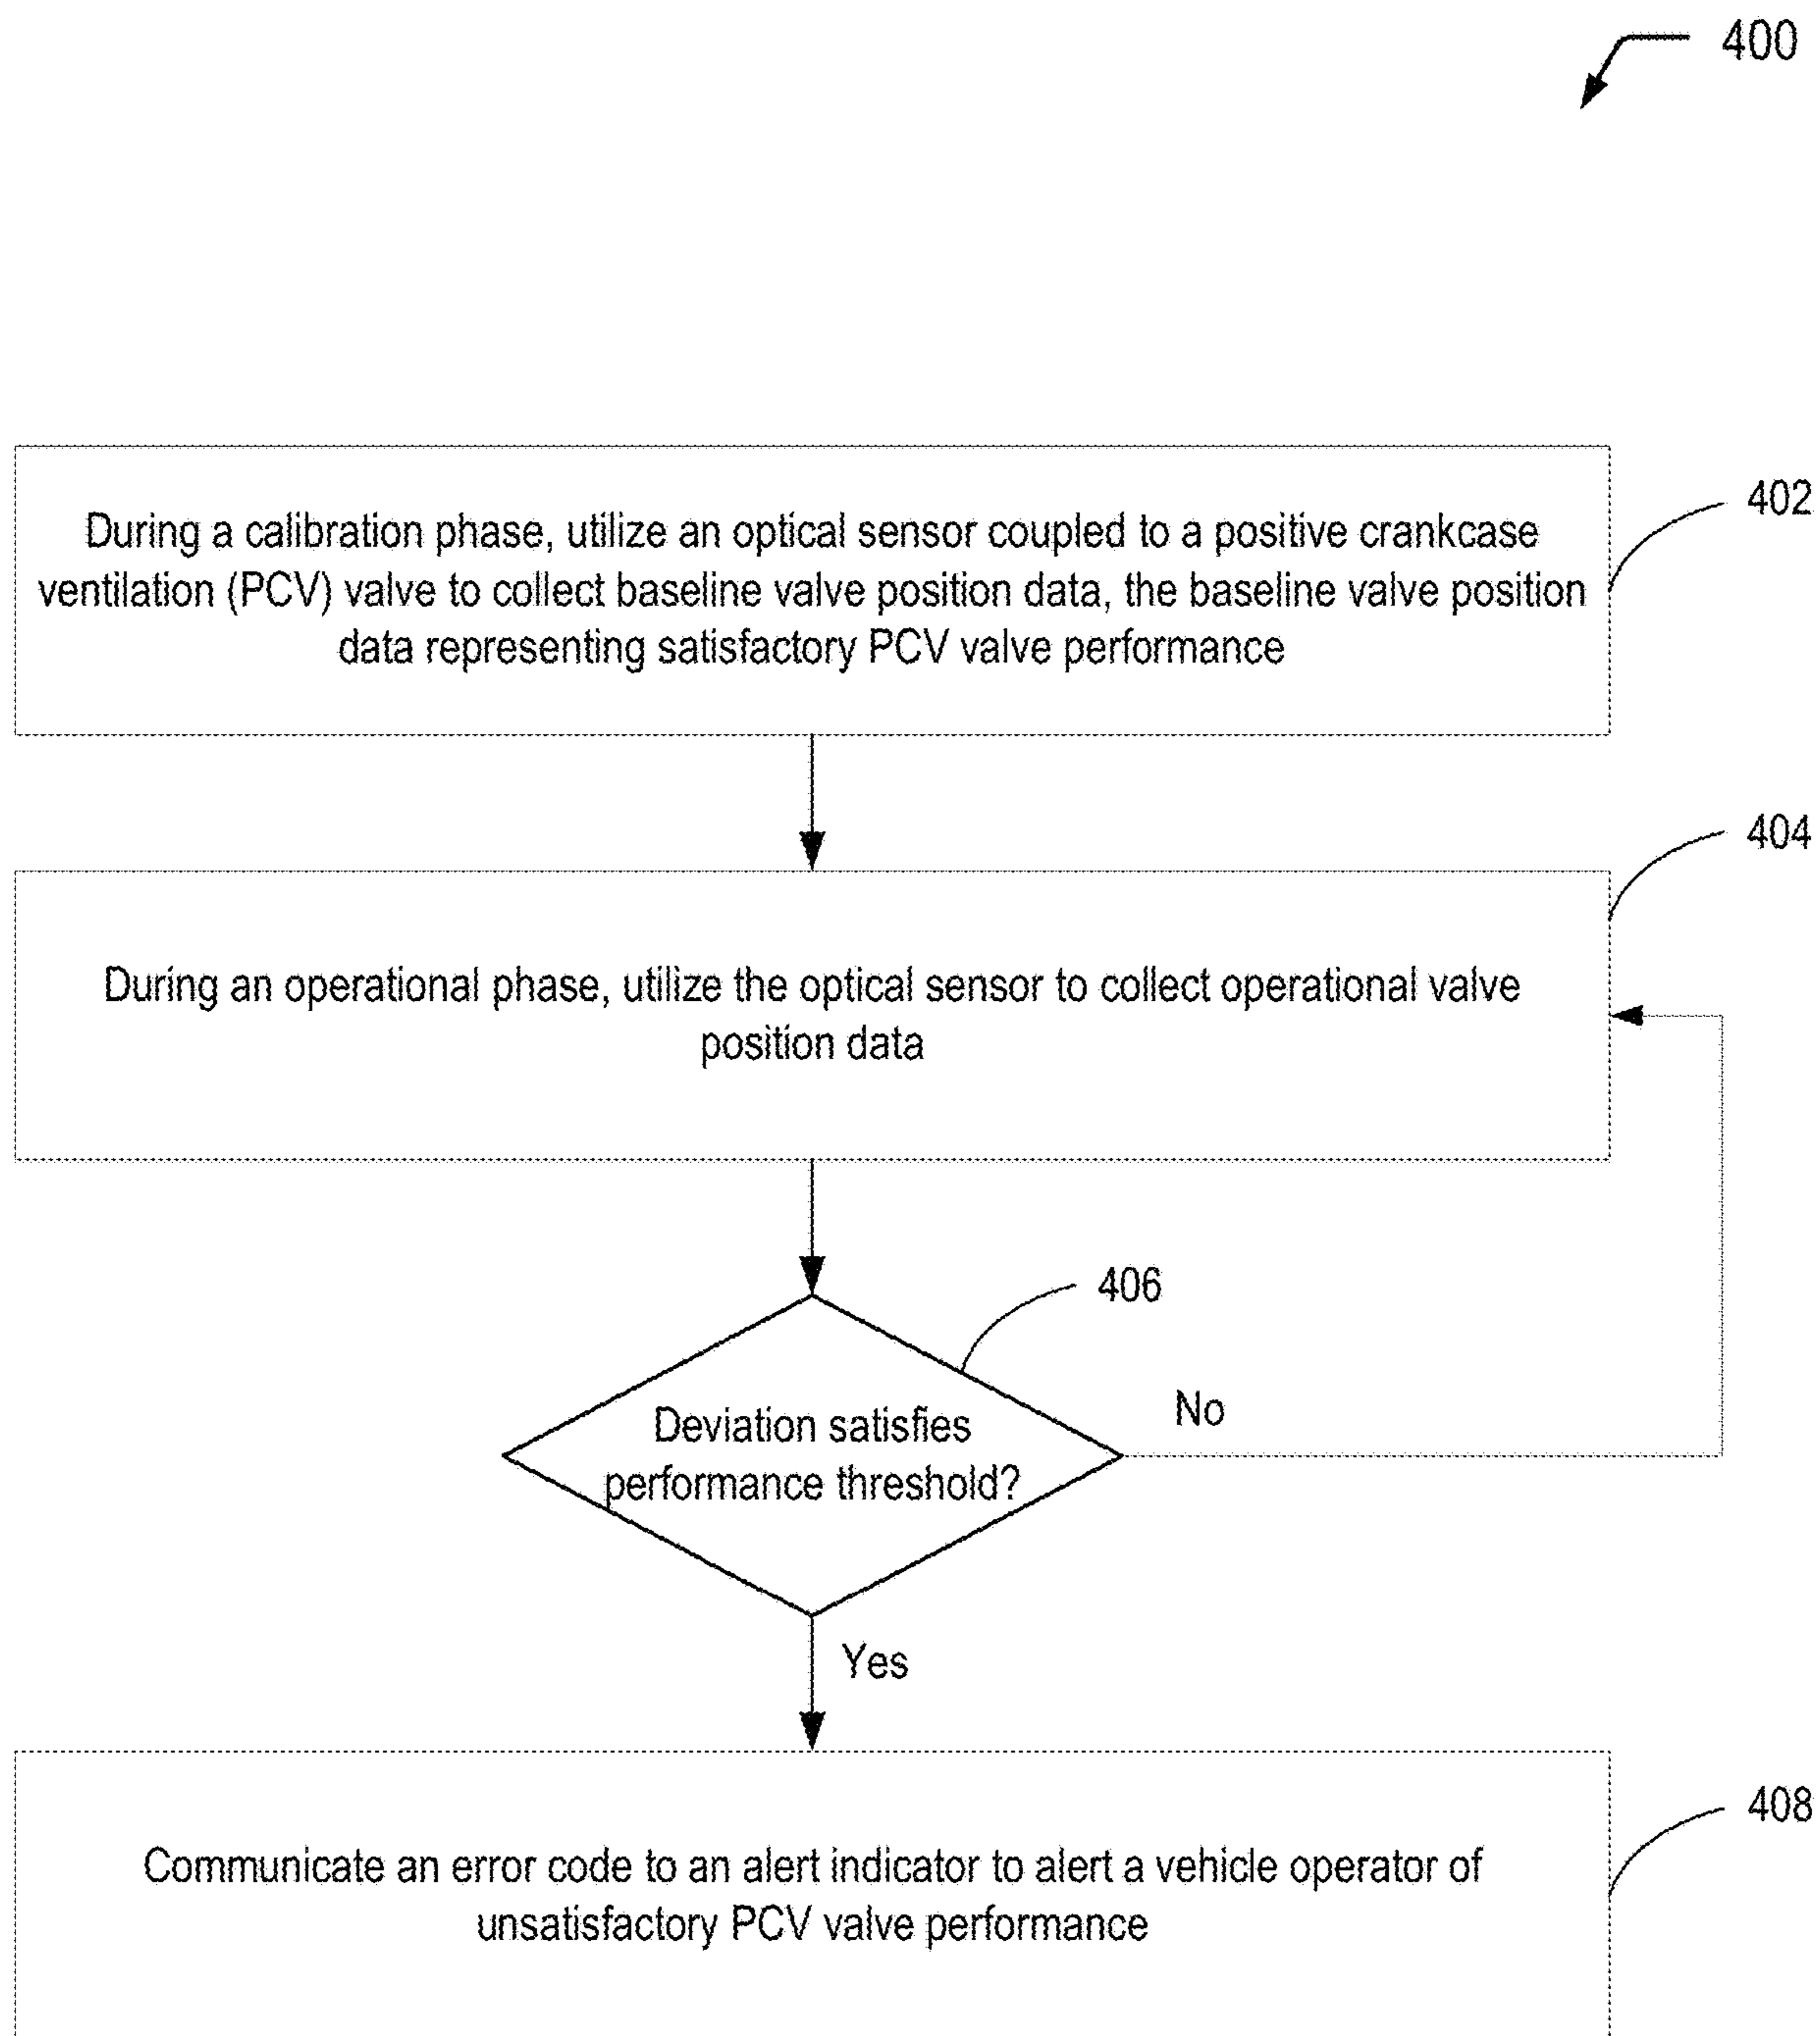 400
During a calibration phase, utilize an optical sensor coupled to a positive crankcase
ventilation (PCV) valve to collect baseline valve position data, the baseline valve position
data representing satisfactory PCV valve performance
402
404
During an operational phase, utilize the optical sensor to collect operational valve
position data
406
Deviation satisfies
performance threshold?
No
Yes
408
Communicate an error code to an alert indicator to alert a vehicle operator of
unsatisfactory PCV valve performance